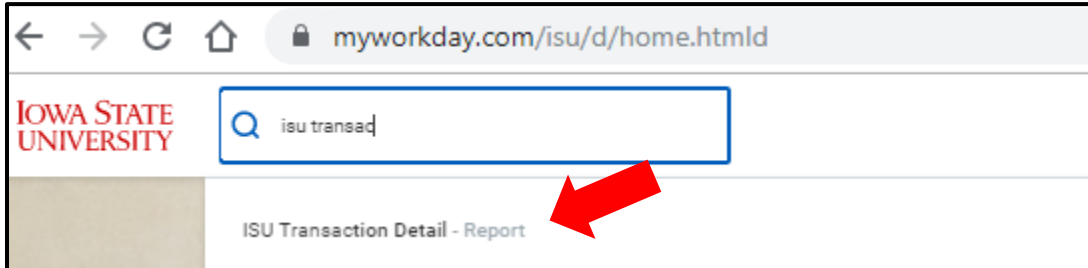 myworkday.com/isu/d/home.htmld
IOWA STATE
UNIVERSITY
isu transac
ISU Transaction Detail - Report